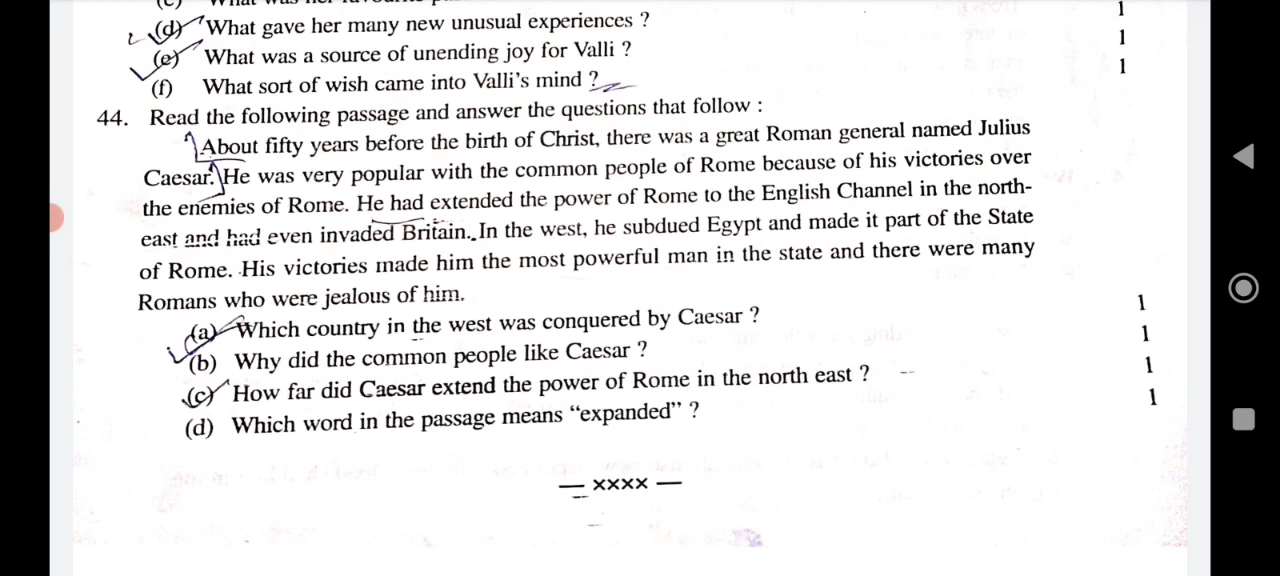 (d) What gave her many new unusual experiences ? 1
(e) What was a source of unending joy for Valli ? 1
(f) What sort of wish came into Valli's mind ? 1
44. Read the following passage and answer the questions that follow :
About fifty years before the birth of Christ, there was a great Roman general named Julius
Caesar. He was very popular with the common people of Rome because of his victories over
the enemies of Rome. He had extended the power of Rome to the English Channel in the north-
east and had even invaded Britain. In the west, he subdued Egypt and made it part of the State
of Rome. His victories made him the most powerful man in the state and there were many
Romans who were jealous of him.
(a) Which country in the west was conquered by Caesar ? 1
(b) Why did the common people like Caesar ? 1
(c) How far did Caesar extend the power of Rome in the north east ? 1
(d) Which word in the passage means “expanded” ? 1
— xxxx —